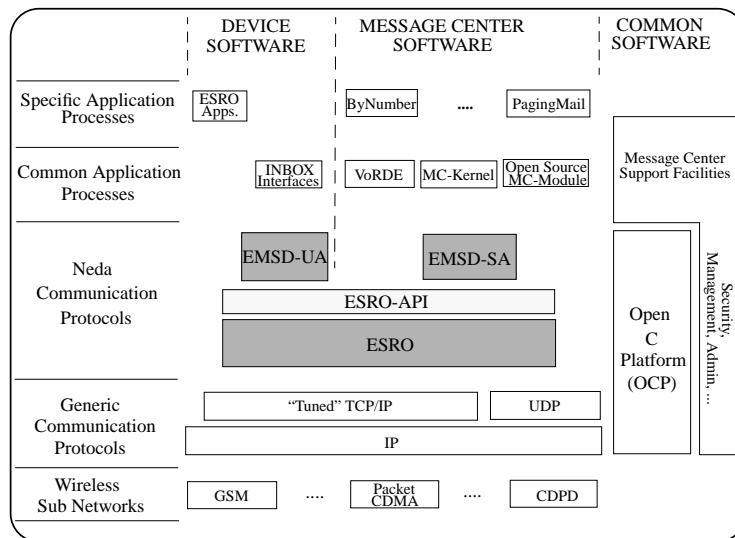 DEVICE
SOFTWARE
MESSAGE CENTER
SOFTWARE
COMMON
SOFTWARE
Specific Application
Processes
ESRO
Apps.
ByNumber
....
PagingMail
Common Application
Processes
INBOX
Interfaces
VoRDE
MC-Kernel
Open Source
MC-Module
Message Center
Support Facilities
Neda
Communication
Protocols
EMSD-UA
EMSD-SA
ESRO-API
ESRO
Open
C
Platform
(OCP)
Security,
Management, Admin, ...
Generic
Communication
Protocols
“Tuned” TCP/IP
UDP
IP
Wireless
Sub Networks
GSM
....
Packet
CDMA
....
CDPD